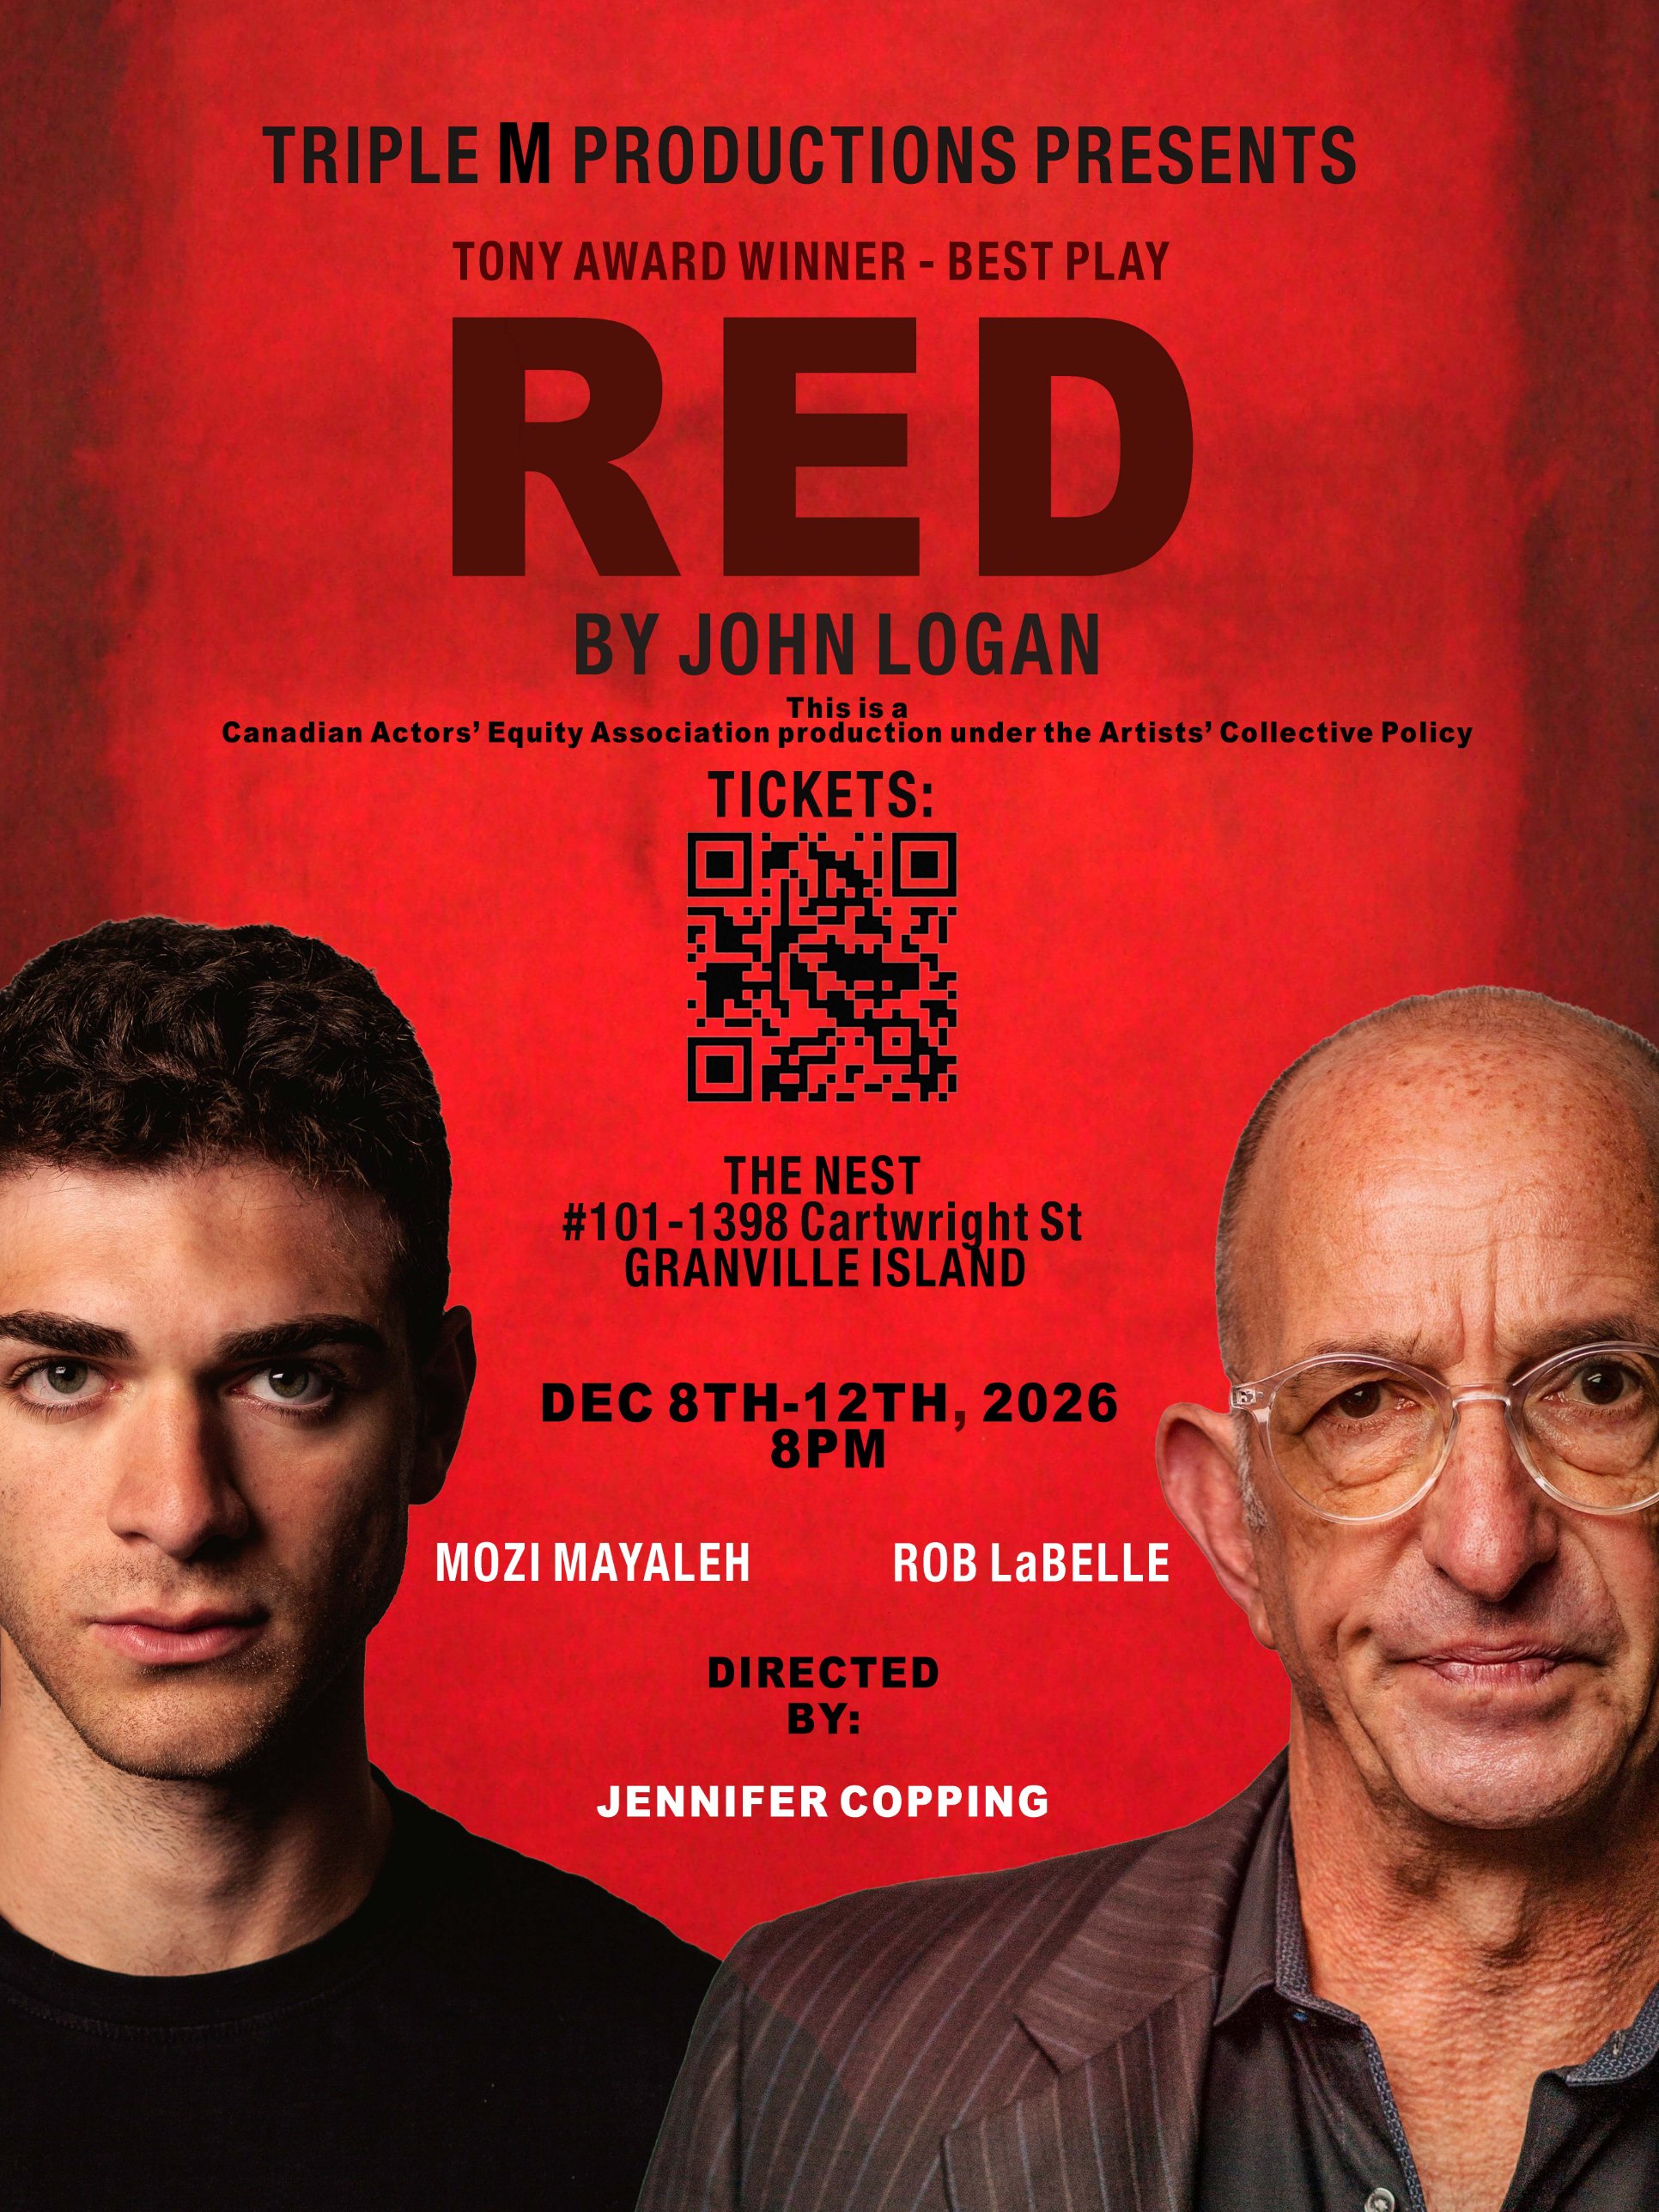 TRIPLE M PRODUCTIONS PRESENTS
TONY AWARD WINNER - BEST PLAY
RED
BY JOHN LOGAN
This is a
Canadian Actors’ Equity Association production under the Artists’ Collective Policy
TICKETS:
THE NEST
#101-1398 Cartwright St
GRANVILLE ISLAND
DEC 8TH-12TH, 2026
8PM
MOZI MAYALEH ROB LaBELLE
DIRECTED
BY:
JENNIFER COPPING